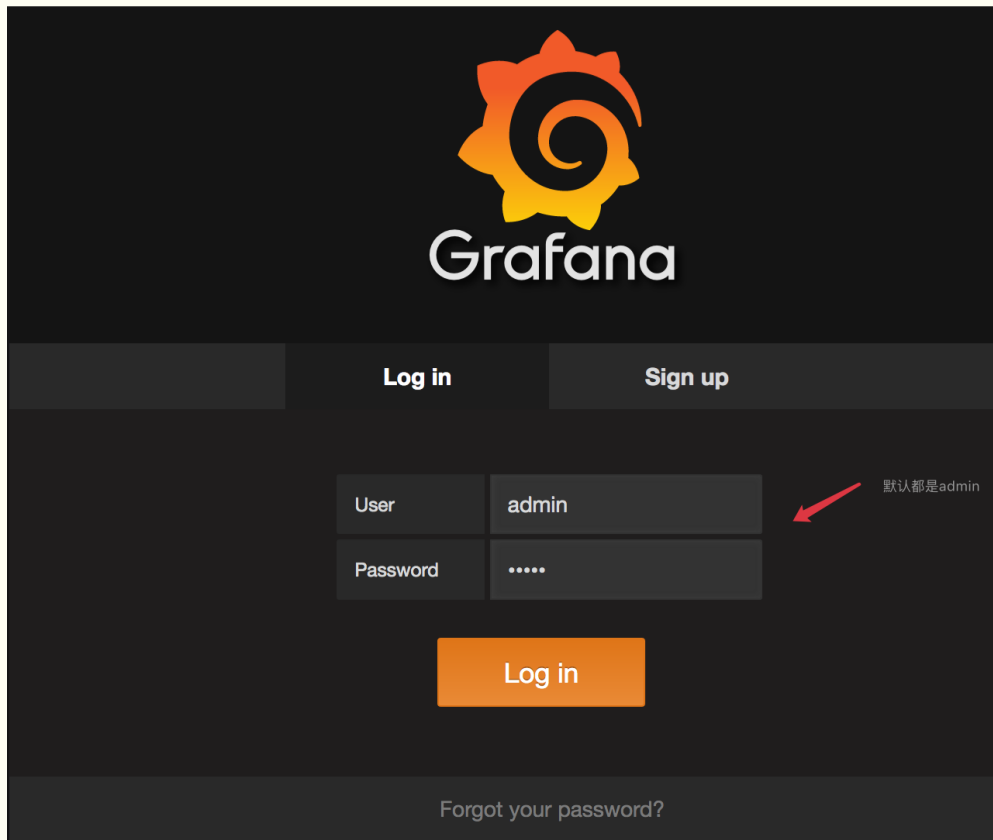 Grafana
Log in
Sign up
默认都是admin
User
admin
Password
•••••
Log in
Forgot your password?